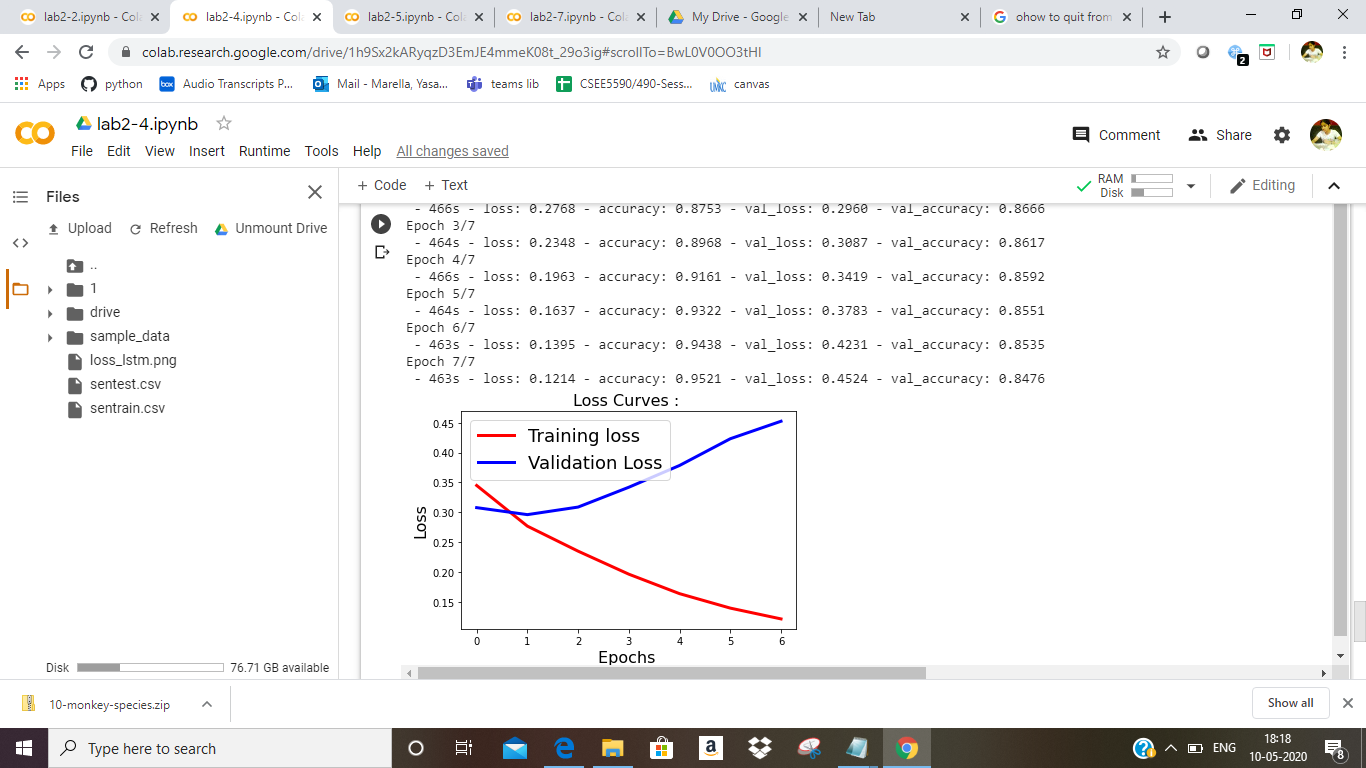 lab2-2.ipynb - Cola
lab2-4.ipynb - Cola
lab2-5.ipynb - Cola
lab2-7.ipynb - Cola
My Drive - Google
New Tab
ohow to quit from
colab.research.google.com/drive/1h9Sx2kARyqzD3EmJE4mmeK08t_29o3ig#scrollTo=BwL0V0OO3tHI
2
Apps
python
box
Audio Transcripts P...
Mail - Marella, Yasa...
teams lib
CSEE5590/490-Sess...
UMKC
canvas
lab2-4.ipynb
Comment
Share
File Edit View Insert Runtime Tools Help All changes saved
Files
+ Code + Text
RAM
Disk
Editing
Upload Refresh Unmount Drive
..
1
drive
sample_data
loss_lstm.png
sentest.csv
sentrain.csv
Disk 76.71 GB available
- 466s - loss: 0.2768 - accuracy: 0.8753 - val_loss: 0.2960 - val_accuracy: 0.8666
Epoch 3/7
- 464s - loss: 0.2348 - accuracy: 0.8968 - val_loss: 0.3087 - val_accuracy: 0.8617
Epoch 4/7
- 466s - loss: 0.1963 - accuracy: 0.9161 - val_loss: 0.3419 - val_accuracy: 0.8592
Epoch 5/7
- 464s - loss: 0.1637 - accuracy: 0.9322 - val_loss: 0.3783 - val_accuracy: 0.8551
Epoch 6/7
- 463s - loss: 0.1395 - accuracy: 0.9438 - val_loss: 0.4231 - val_accuracy: 0.8535
Epoch 7/7
- 463s - loss: 0.1214 - accuracy: 0.9521 - val_loss: 0.4524 - val_accuracy: 0.8476
Loss Curves :
Training loss
Validation Loss
Loss
0.45
0.40
0.35
0.30
0.25
0.20
0.15
0 1 2 3 4 5 6
Epochs
10-monkey-species.zip
Show all
Type here to search
ENG
18:18
10-05-2020
8